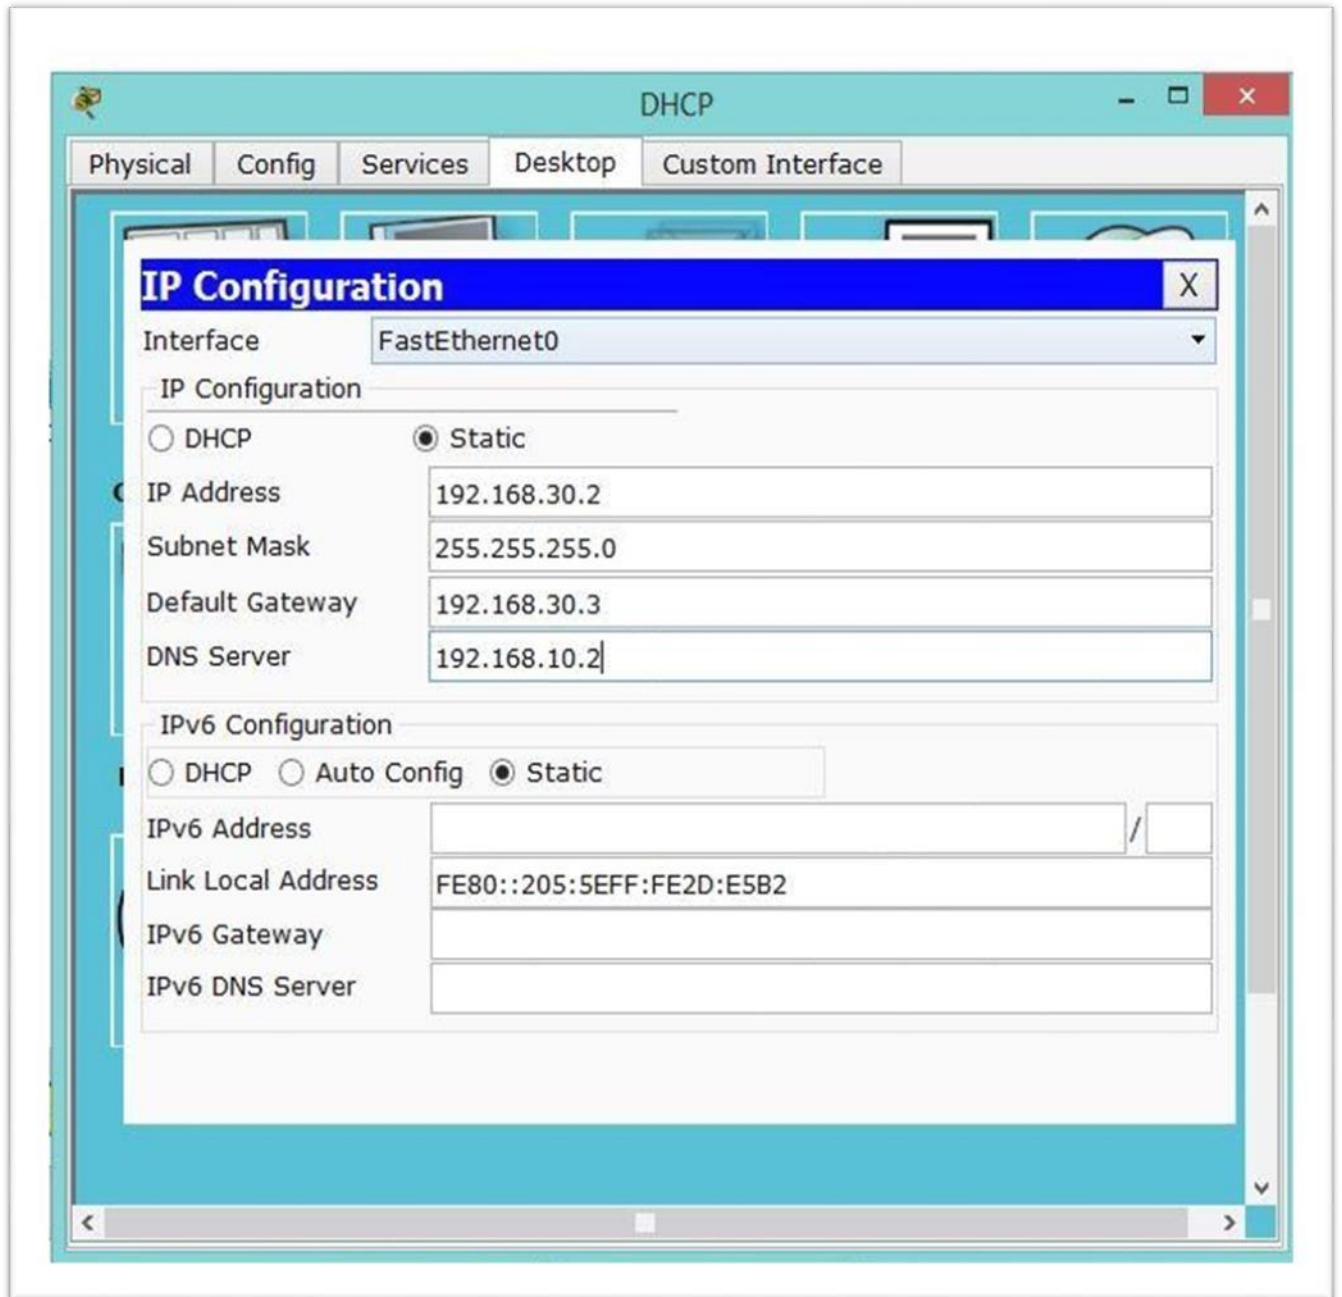 DHCP
Physical Config Services Desktop Custom Interface
IP Configuration X
Interface FastEthernet0
IP Configuration
DHCP Static
IP Address 192.168.30.2
Subnet Mask 255.255.255.0
Default Gateway 192.168.30.3
DNS Server 192.168.10.2
IPv6 Configuration
DHCP Auto Config Static
IPv6 Address /
Link Local Address FE80::205:5EFF:FE2D:E5B2
IPv6 Gateway
IPv6 DNS Server